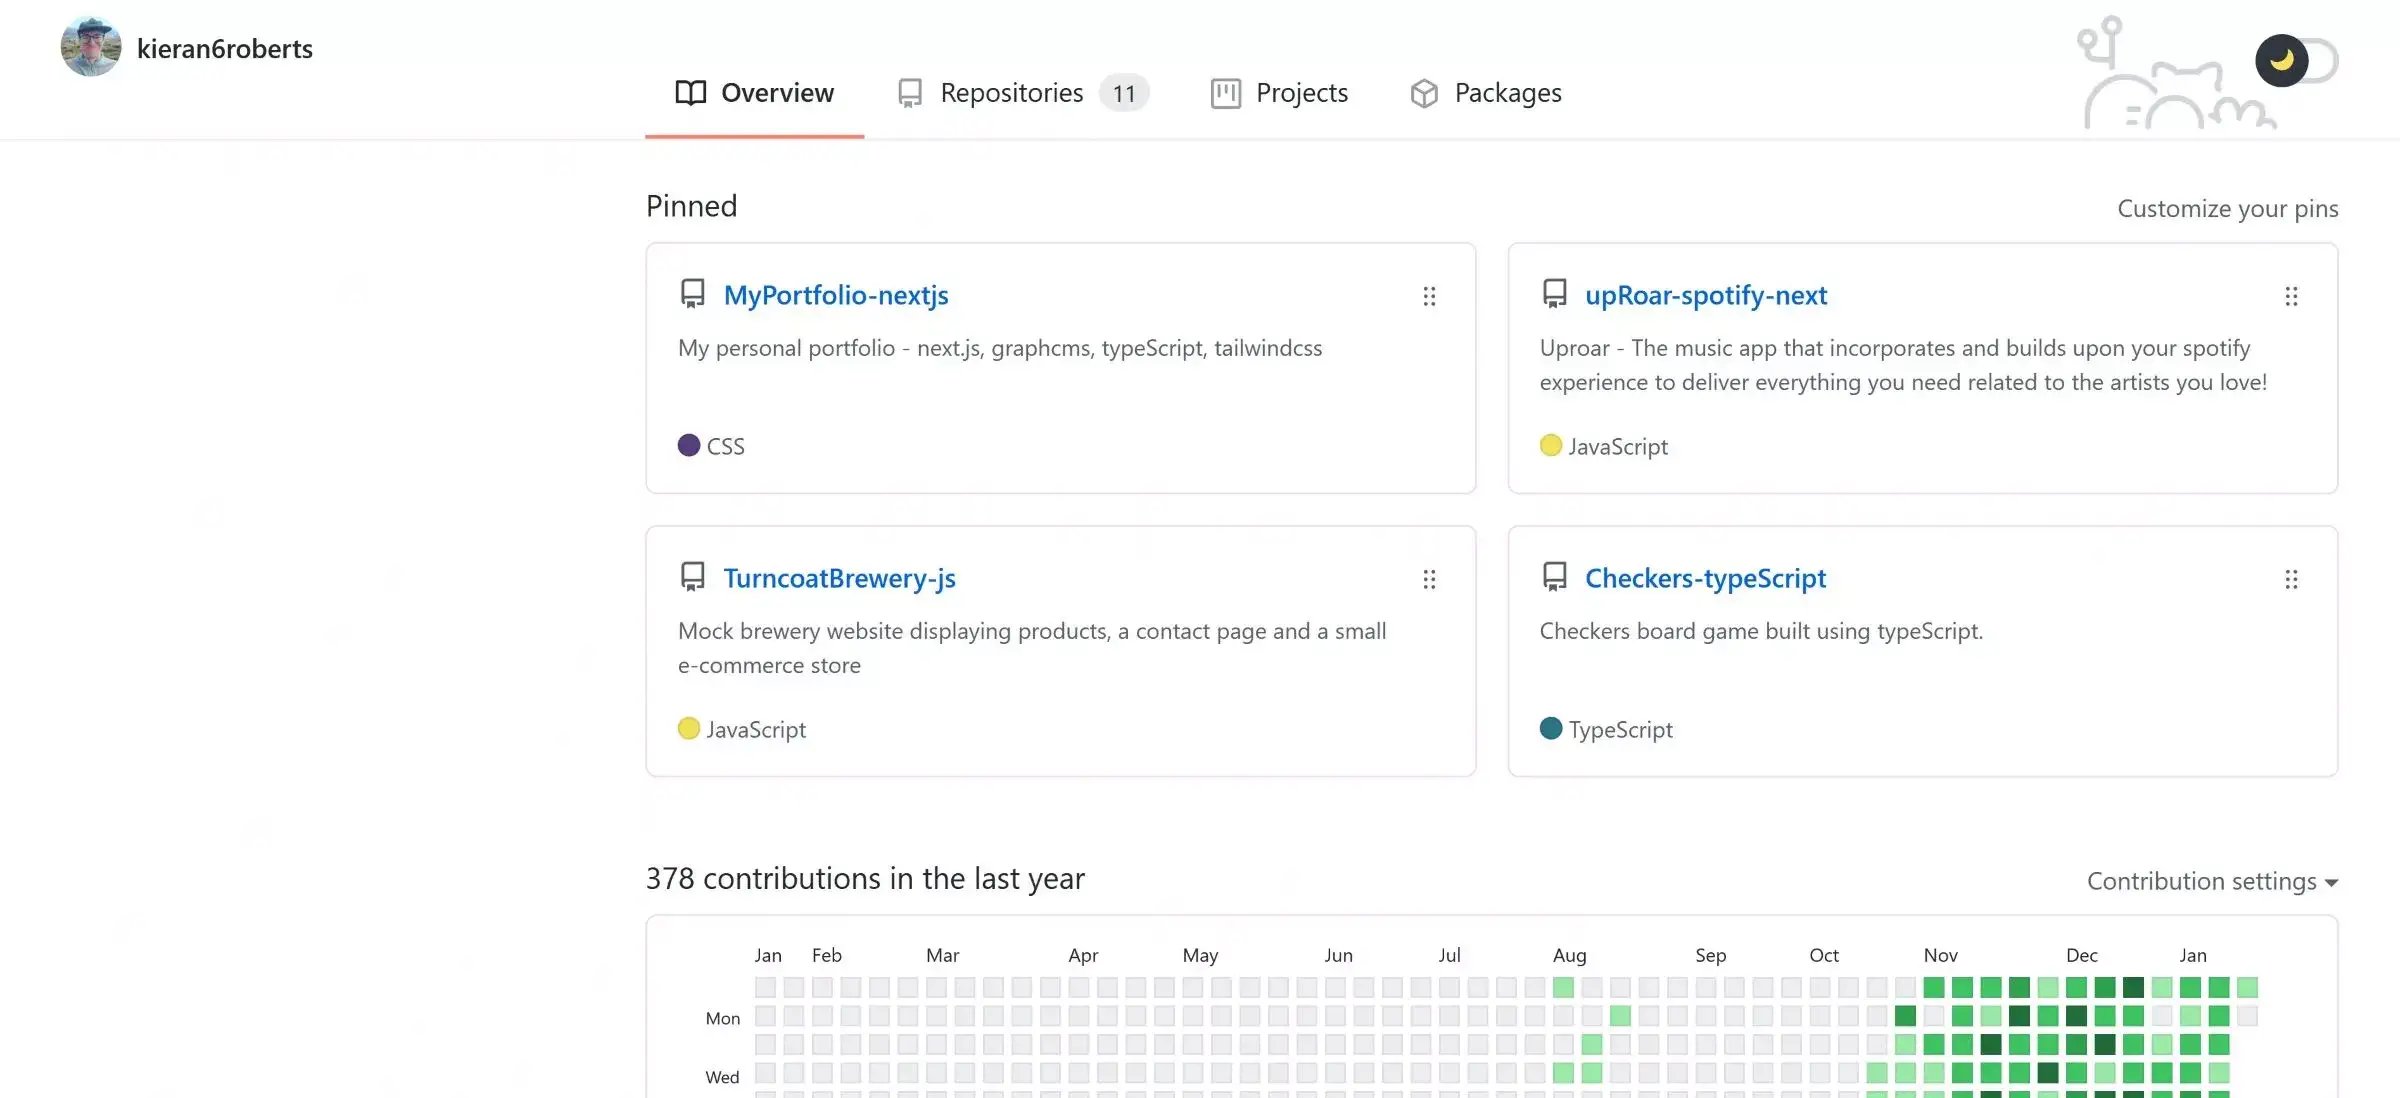 kieran6roberts
Overview
Repositories 11
Projects
Packages
Pinned
Customize your pins
MyPortfolio-nextjs
My personal portfolio - next.js, graphcms, typeScript, tailwindcss
CSS
upRoar-spotify-next
Uproar - The music app that incorporates and builds upon your spotify
experience to deliver everything you need related to the artists you love!
JavaScript
TurncoatBrewery-js
Mock brewery website displaying products, a contact page and a small
e-commerce store
JavaScript
Checkers-typeScript
Checkers board game built using typeScript.
TypeScript
378 contributions in the last year
Contribution settings
Jan Feb Mar Apr May Jun Jul Aug Sep Oct Nov Dec Jan
Mon
Wed